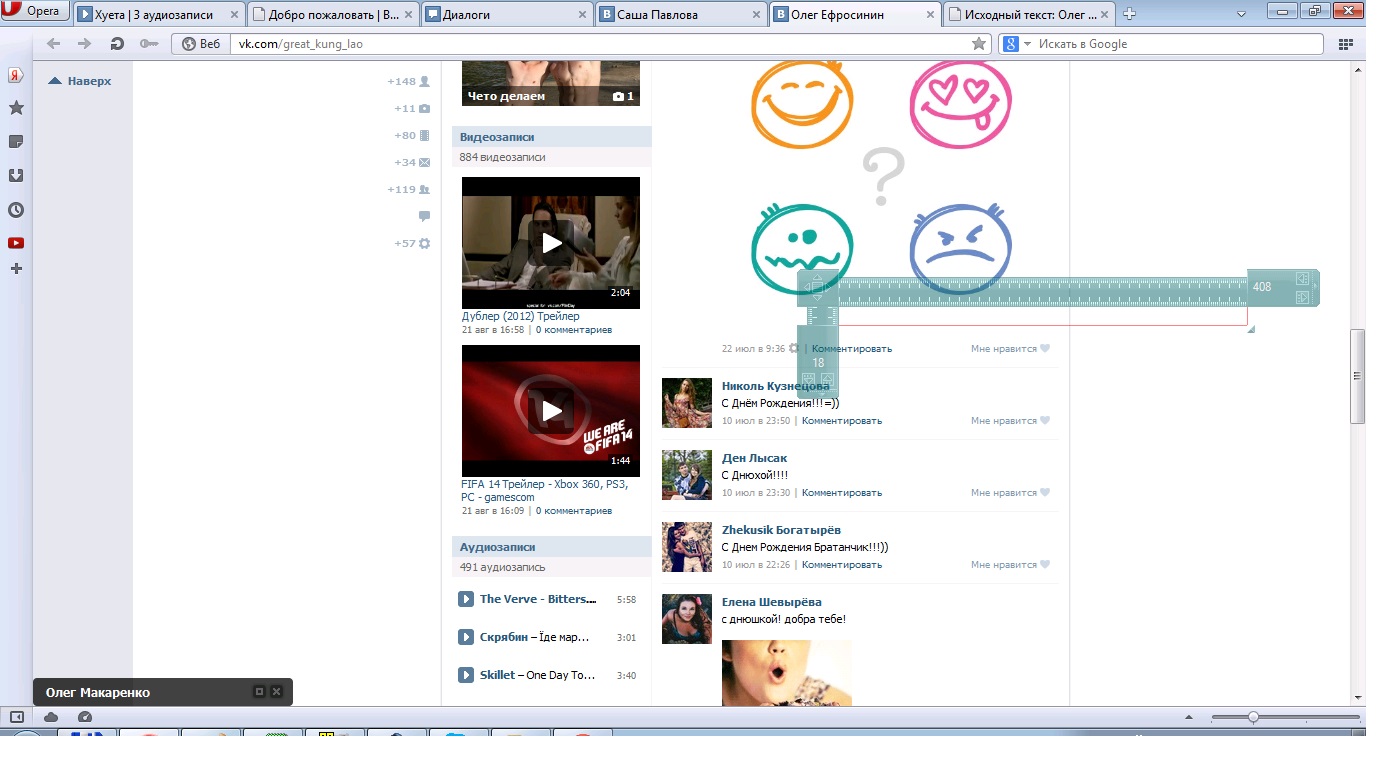 Opera
Хуета | 3 аудиозаписи
Добро пожаловать | В...
Диалоги
Саша Павлова
Олег Ефросинин
Исходный текст: Олег ...
Веб
vk.com/great_kung_lao
Искать в Google
Наверх
+148
+11
+80
+34
+119
+57
Чето делаем
1
Видеозаписи
884 видеозаписи
2:04
Дублер (2012) Трейлер
21 авг в 16:58 | 0 комментариев
WE ARE
FIFA 14
1:44
FIFA 14 Трейлер - Xbox 360, PS3,
PC - gamescom
21 авг в 16:09 | 0 комментариев
Аудиозаписи
491 аудиозапись
The Verve - Bitters... 5:58
Скрябин – Їде мар... 3:01
Skillet – One Day To... 3:40
?
408
18
22 июл в 9:36 | Комментировать Мне нравится
Николь Кузнецова
С Днём Рождения!!!=))
10 июл в 23:50 | Комментировать Мне нравится
Ден Лысак
С Днюхой!!!!
10 июл в 23:30 | Комментировать Мне нравится
Zhekusik Богатырёв
С Днем Рождения Братанчик!!!))
10 июл в 22:26 | Комментировать Мне нравится
Елена Шевырёва
с днюшкой! добра тебе!
Олег Макаренко